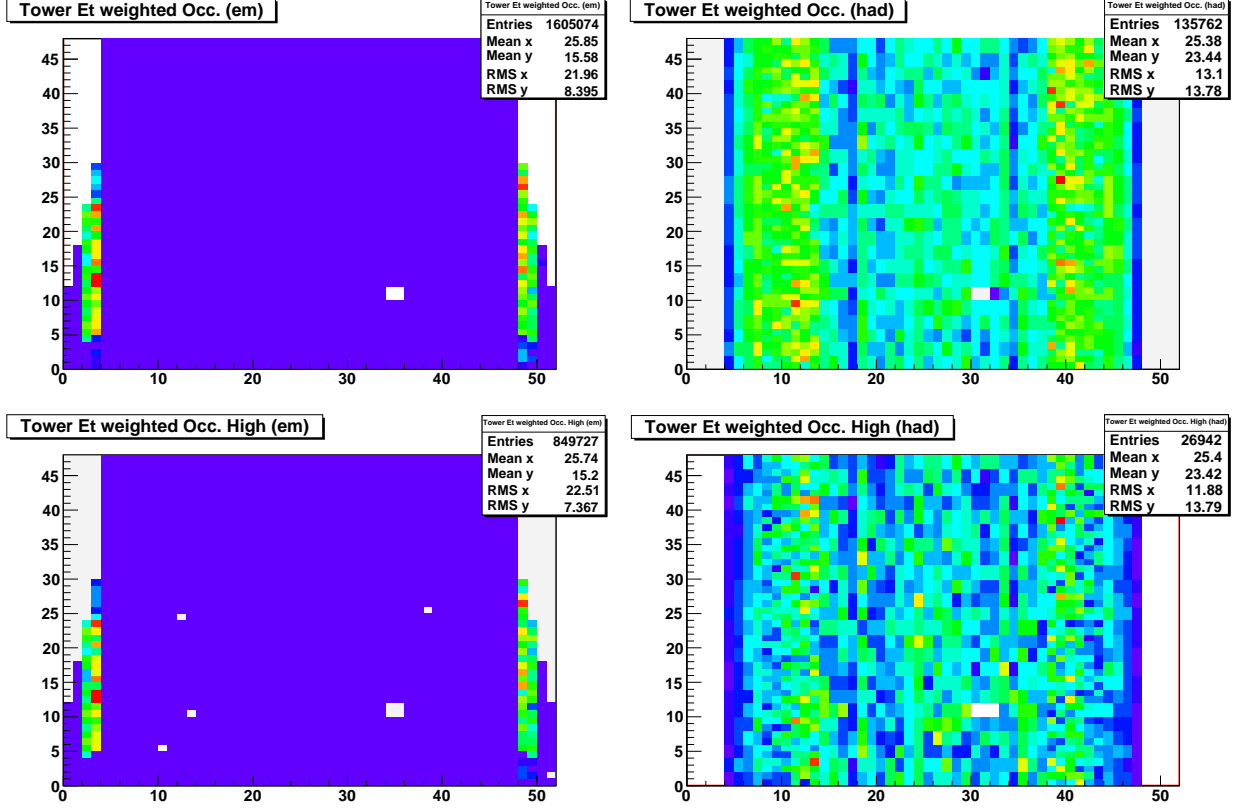 Tower Et weighted Occ. (em)
Tower Et weighted Occ. (em)
Entries 1605074
Mean x 25.85
Mean y 15.58
RMS x 21.96
RMS y 8.395
45
40
35
30
25
20
15
10
5
0
0 10 20 30 40 50
Tower Et weighted Occ. (had)
Tower Et weighted Occ. (had)
Entries 135762
Mean x 25.38
Mean y 23.44
RMS x 13.1
RMS y 13.78
45
40
35
30
25
20
15
10
5
0
0 10 20 30 40 50
Tower Et weighted Occ. High (em)
Tower Et weighted Occ. High (em)
Entries 849727
Mean x 25.74
Mean y 15.2
RMS x 22.51
RMS y 7.367
45
40
35
30
25
20
15
10
5
0
0 10 20 30 40 50
Tower Et weighted Occ. High (had)
Tower Et weighted Occ. High (had)
Entries 26942
Mean x 25.4
Mean y 23.42
RMS x 11.88
RMS y 13.79
45
40
35
30
25
20
15
10
5
0
0 10 20 30 40 50